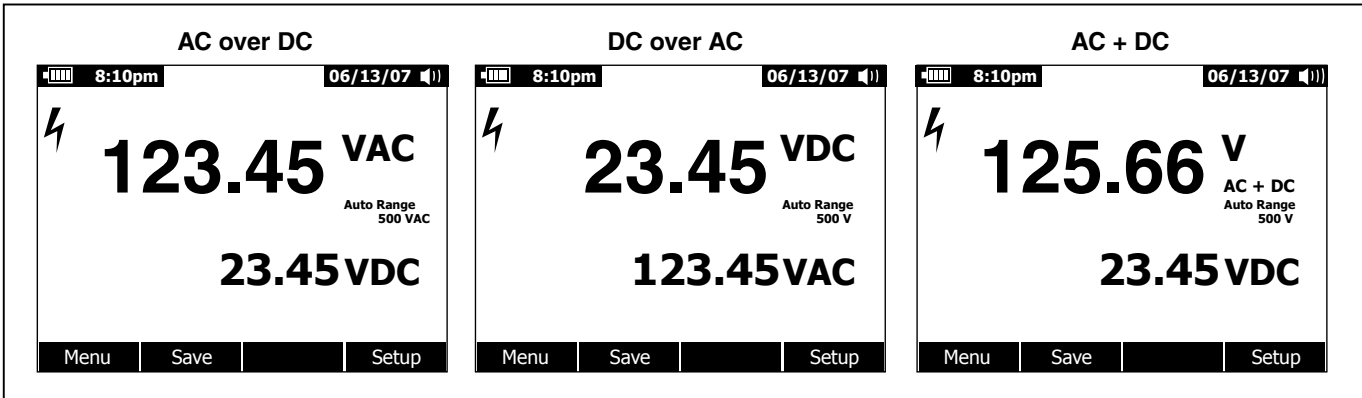 AC over DC
8:10pm 06/13/07
123.45 VAC
Auto Range
500 VAC
23.45 VDC
Menu Save Setup
DC over AC
8:10pm 06/13/07
23.45 VDC
Auto Range
500 V
123.45 VAC
Menu Save Setup
AC + DC
8:10pm 06/13/07
125.66 V
AC + DC
Auto Range
500 V
23.45 VDC
Menu Save Setup